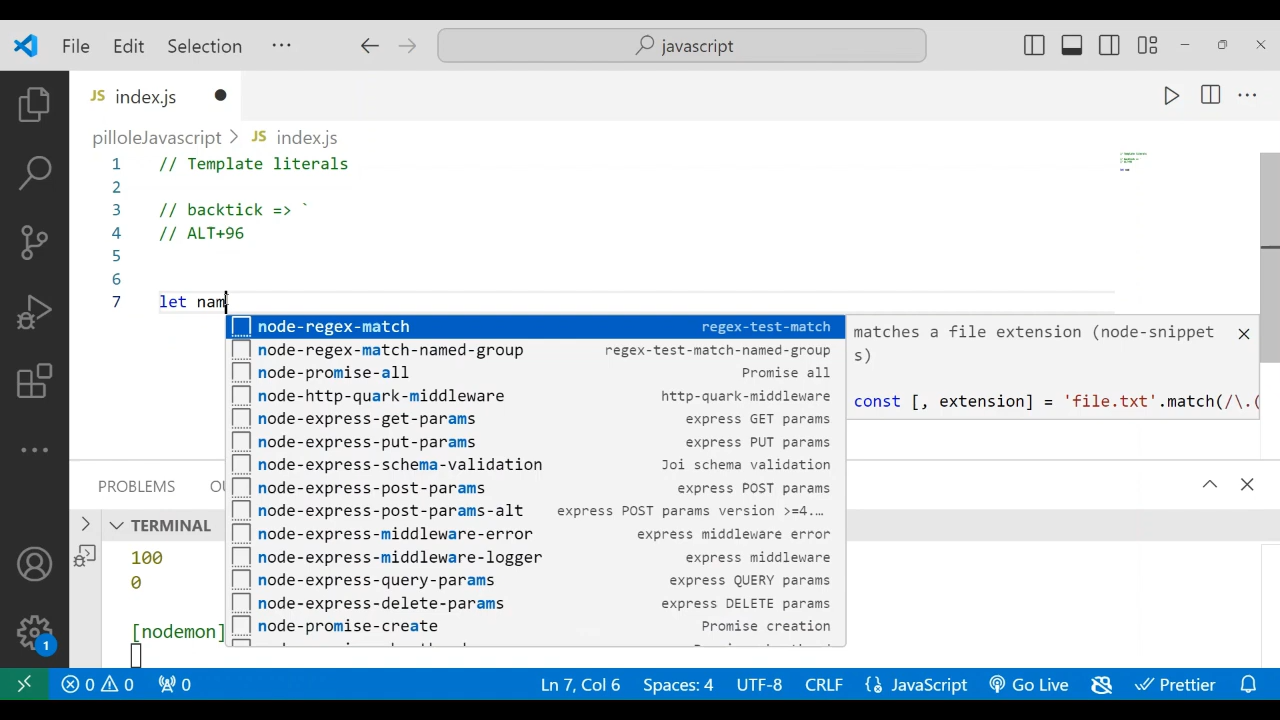 File Edit Selection ··· javascript
JS index.js
pilloleJavascript > JS index.js
1 // Template literals
2
3 // backtick => `
4 // ALT+96
5
6
7 let nam
node-regex-match regex-test-match
node-regex-match-named-group regex-test-match-named-group
node-promise-all Promise all
node-http-quark-middleware http-quark-middleware
node-express-get-params express GET params
node-express-put-params express PUT params
node-express-schema-validation Joi schema validation
node-express-post-params express POST params
node-express-post-params-alt express POST params version >=4.…
node-express-middleware-error express middleware error
node-express-middleware-logger express middleware
node-express-query-params express QUERY params
node-express-delete-params express DELETE params
node-promise-create Promise creation
matches a file extension (node-snippet
s)
const [, extension] = 'file.txt'.match(/\.(
PROBLEMS OU
TERMINAL
100
0
[nodemon]
1
0 0 0 Ln 7, Col 6 Spaces: 4 UTF-8 CRLF {} JavaScript Go Live Prettier